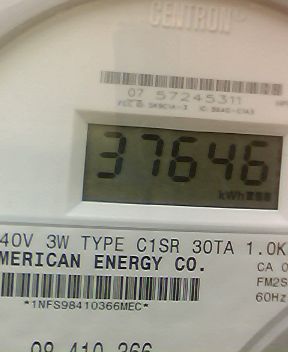 CENTRON
07 57245311
37646
kWh
40V 3W TYPE C1SR 30TA 1.0K
MERICAN ENERGY CO.
CA 0
FM2S
60Hz
*1NFS98410366MEC*
98 410 366